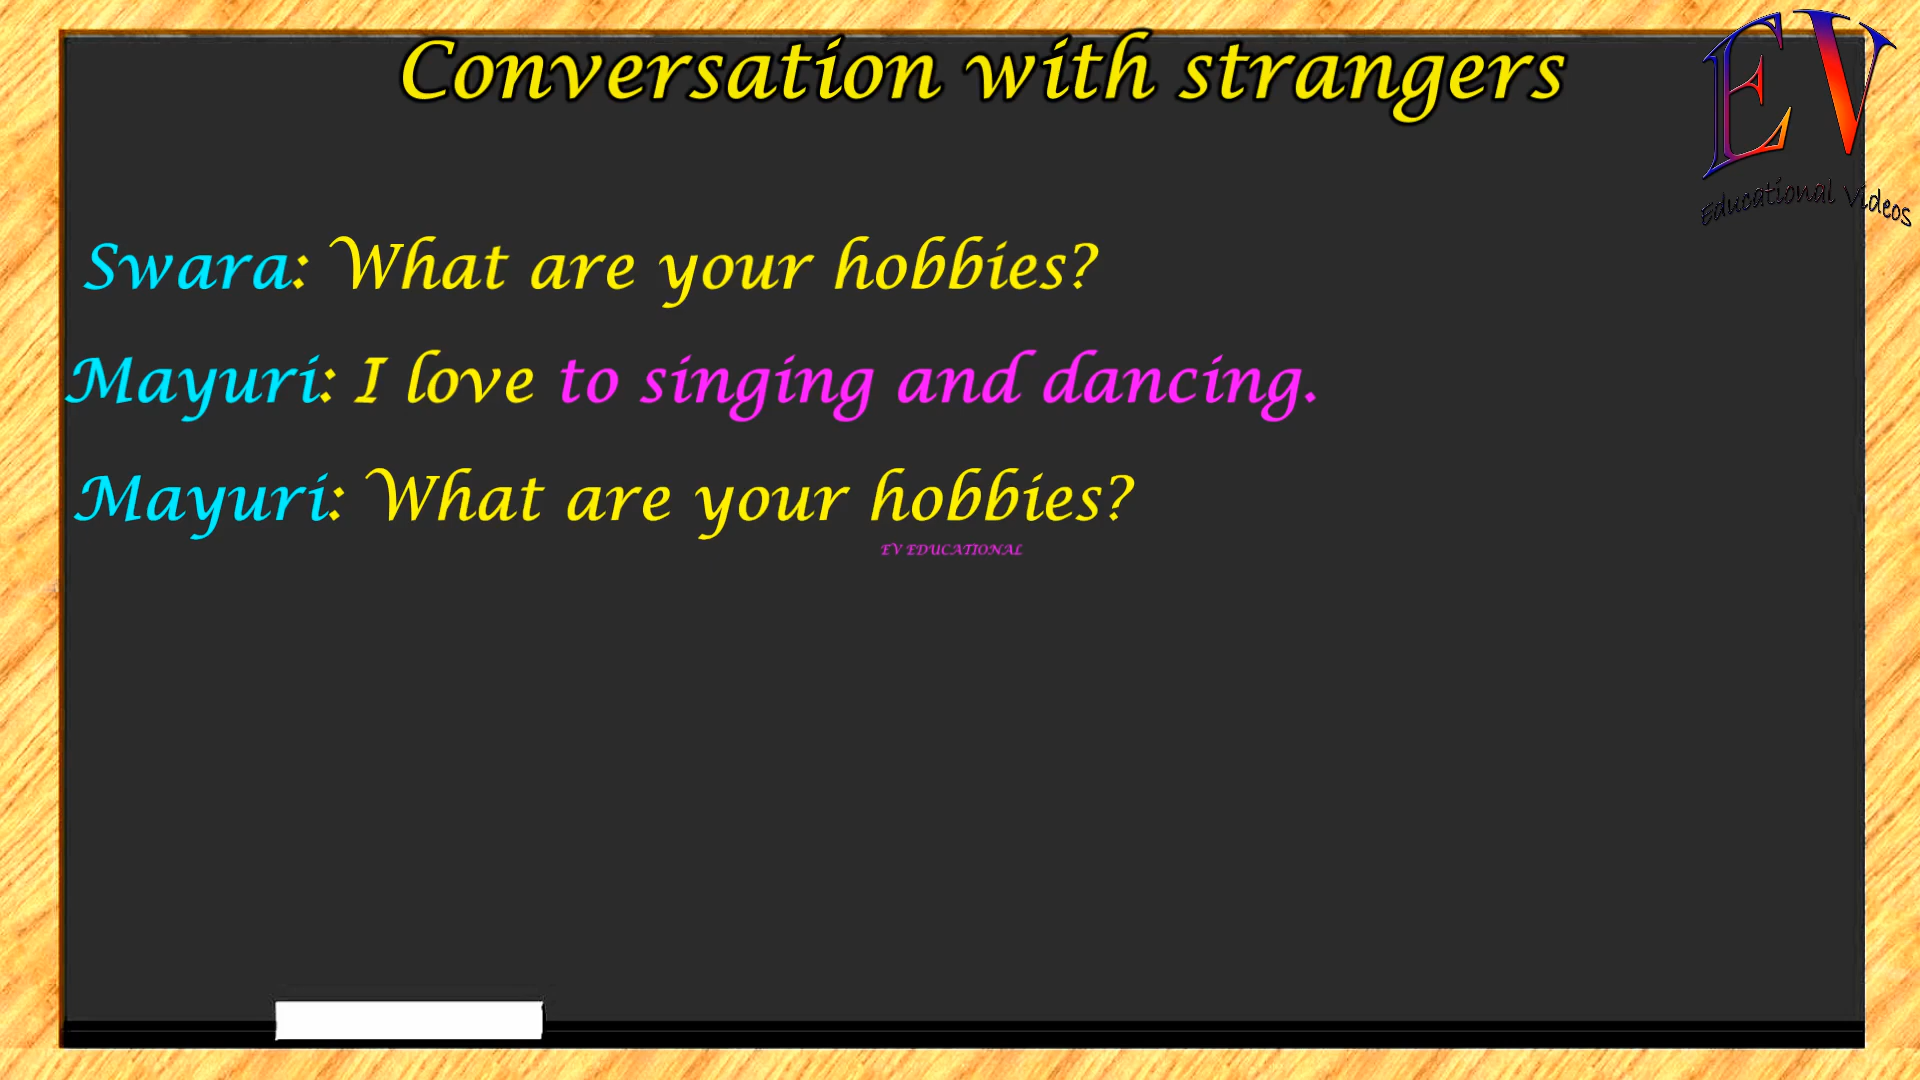 Conversation with strangers
EV
Educational Videos
Swara: What are your hobbies?
Mayuri: I love to singing and dancing.
Mayuri: What are your hobbies?
EV EDUCATIONAL